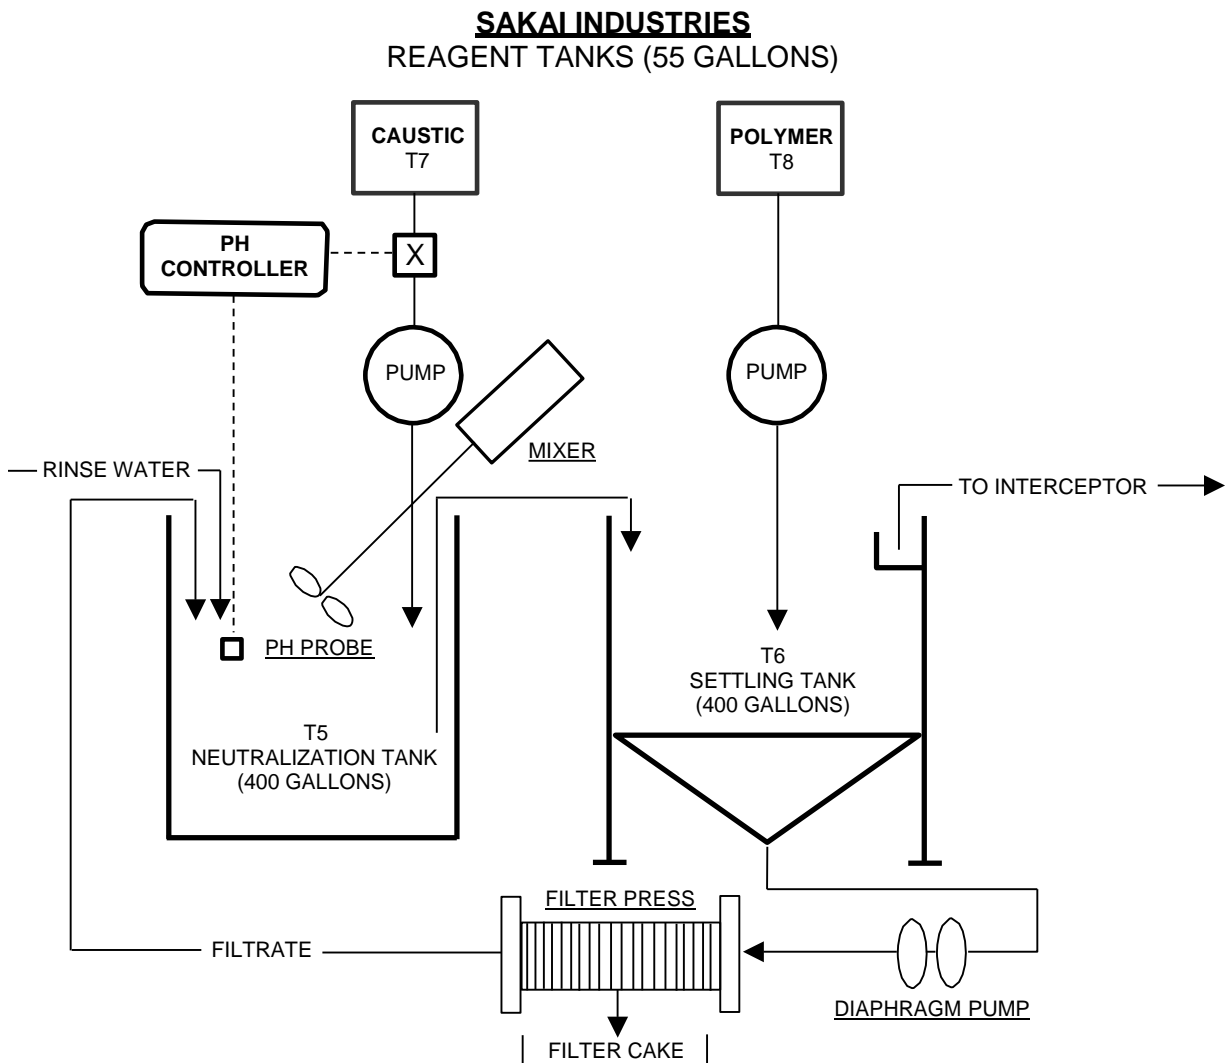 SAKAI INDUSTRIES
REAGENT TANKS (55 GALLONS)
CAUSTIC
T7
POLYMER
T8
PH
CONTROLLER
X
PUMP
PUMP
MIXER
RINSE WATER
TO INTERCEPTOR
PH PROBE
T6
SETTLING TANK
(400 GALLONS)
T5
NEUTRALIZATION TANK
(400 GALLONS)
FILTER PRESS
FILTRATE
DIAPHRAGM PUMP
FILTER CAKE